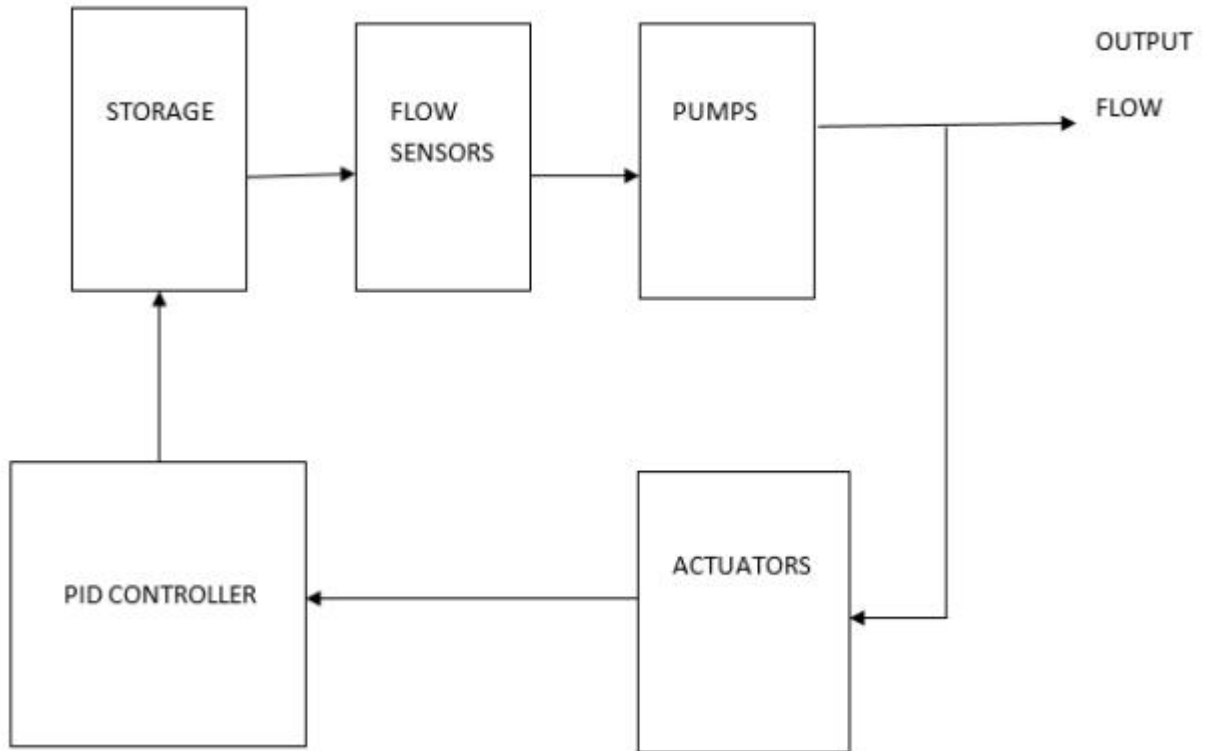 STORAGE
FLOW
SENSORS
PUMPS
OUTPUT
FLOW
PID CONTROLLER
ACTUATORS